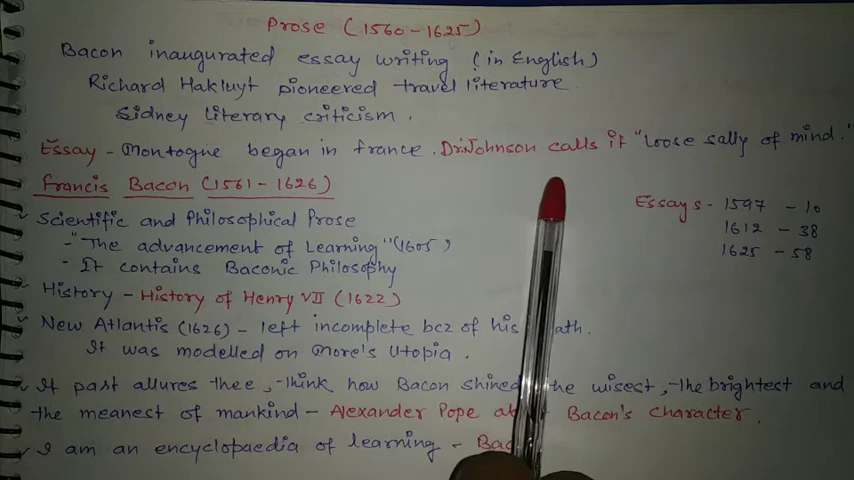 Prose (1560-1625)
Bacon inaugurated essay writing (in English)
Richard Hakluyt pioneered travel literature.
Sidney literary criticism.
Essay - Montogne began in france. Dr.Johnson calls it "loose sally of mind."
Francis Bacon (1561-1626)
Essays - 1597 - 10
1612 - 38
1625 - 58
Scientific and Philosophical Prose
- "The advancement of Learning" (1605)
- It contains Baconic Philosophy
History - History of Henry VII (1622)
New Atlantis (1626) - left incomplete bcz of his
It was modelled on More's Utopia.
If past allures thee, think how Bacon shined the wisest, the brightest and
the meanest of mankind - Alexander Pope Bacon's character.
I am an encyclopaedia of learning -